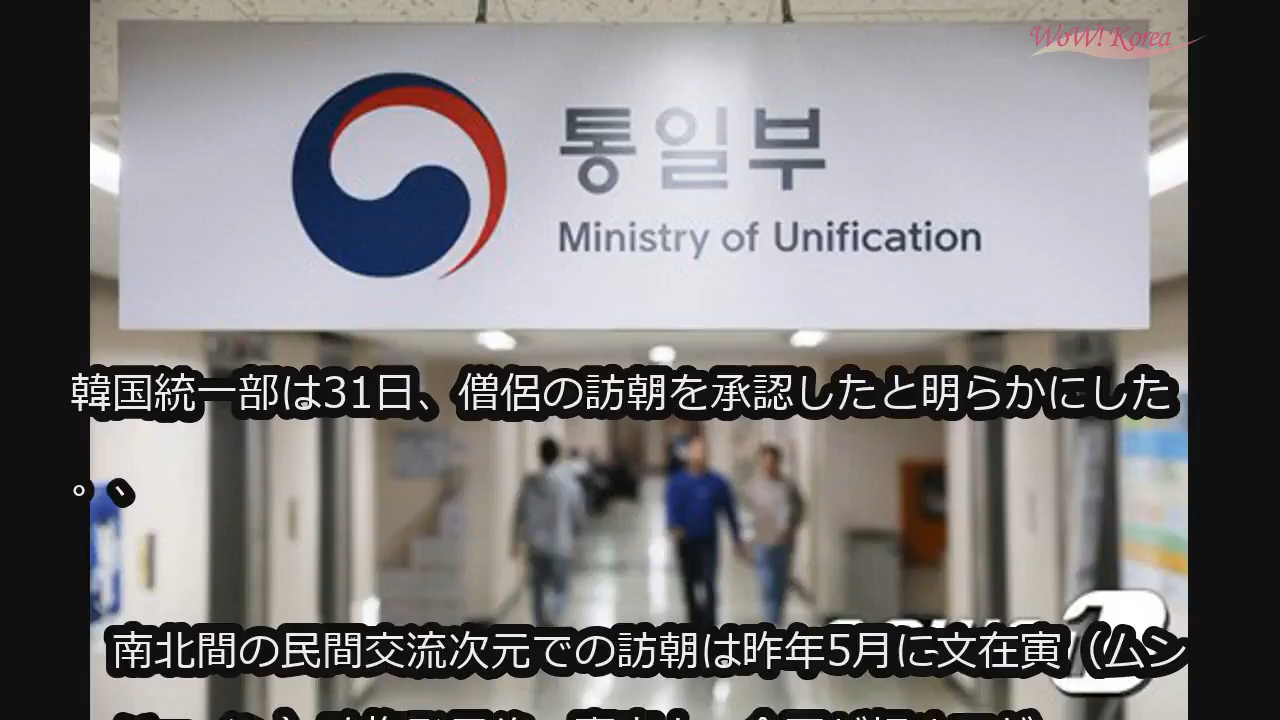 WoW! Korea
통일부
Ministry of Unification
韓国統一部は31日、僧侶の訪朝を承認したと明らかにした
。、
南北間の民間交流次元での訪朝は昨年5月に文在寅（ムン